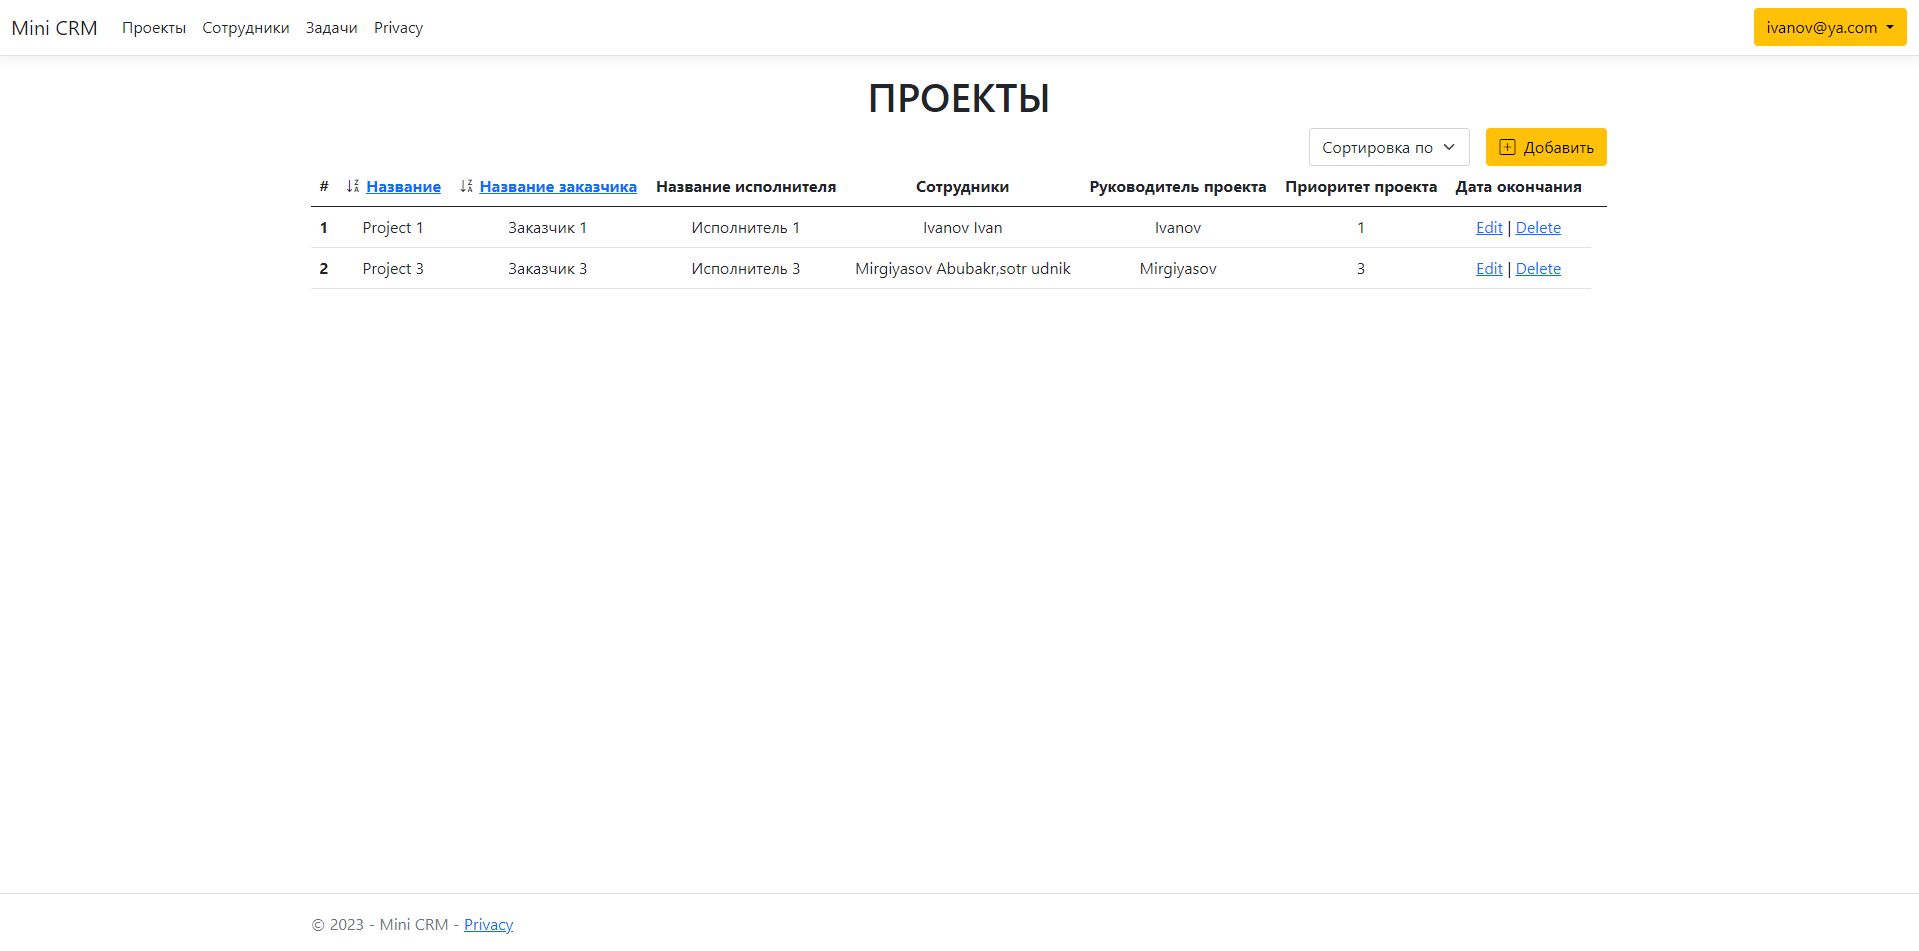 Mini CRM Проекты Сотрудники Задачи Privacy ivanov@ya.com
ПРОЕКТЫ
Сортировка по Добавить
# Название Название заказчика Название исполнителя Сотрудники Руководитель проекта Приоритет проекта Дата окончания
1 Project 1 Заказчик 1 Исполнитель 1 Ivanov Ivan Ivanov 1 Edit | Delete
2 Project 3 Заказчик 3 Исполнитель 3 Mirgiyasov Abubakr,sotr udnik Mirgiyasov 3 Edit | Delete
© 2023 - Mini CRM - Privacy